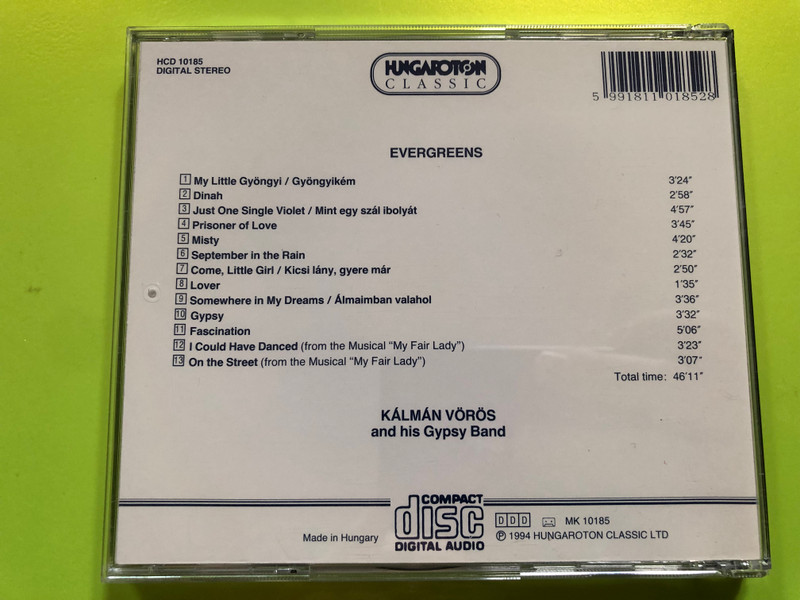 HCD 10185
DIGITAL STEREO
HUNGAROTON
CLASSIC
5 991811 018528
EVERGREENS
1 My Little Gyöngyi / Gyöngyikém 3'24"
2 Dinah 2'58"
3 Just One Single Violet / Mint egy szál ibolyát 4'57"
4 Prisoner of Love 3'45"
5 Misty 4'20"
6 September in the Rain 2'32"
7 Come, Little Girl / Kicsi lány, gyere már 2'50"
8 Lover 1'35"
9 Somewhere in My Dreams / Álmaimban valahol 3'36"
10 Gypsy 3'32"
11 Fascination 5'06"
12 I Could Have Danced (from the Musical "My Fair Lady") 3'23"
13 On the Street (from the Musical "My Fair Lady") 3'07"
Total time: 46'11"
KÁLMÁN VÖRÖS
and his Gypsy Band
Made in Hungary
COMPACT
disc
DIGITAL AUDIO
DDD MK 10185
℗ 1994 HUNGAROTON CLASSIC LTD